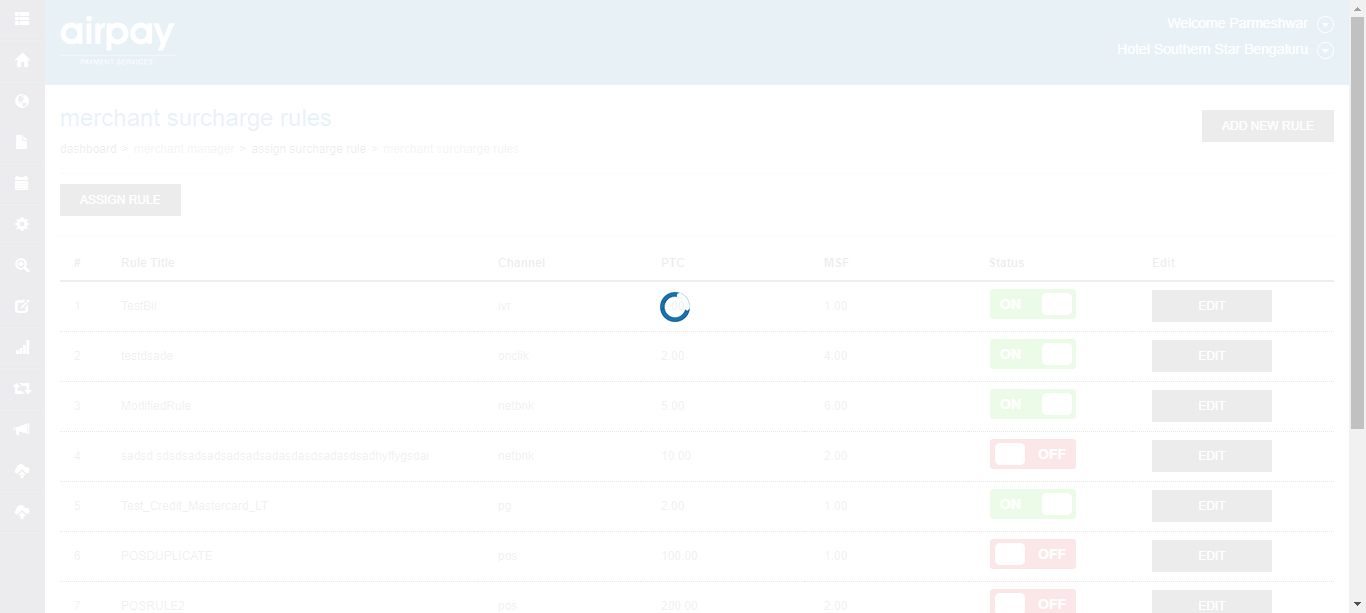 airpay
PAYMENT SERVICES
Welcome Parmeshwar
Hotel Southern Star Bengaluru
merchant surcharge rules
ADD NEW RULE
dashboard > merchant manager > assign surcharge rule > merchant surcharge rules
ASSIGN RULE
# Rule Title Channel PTC MSF Status Edit
1 TestBii ivr 1.00 ON EDIT
2 testdsade onclik 2.00 4.00 ON EDIT
3 ModifiedRule netbnk 5.00 6.00 ON EDIT
4 netbnk 10.00 2.00 OFF EDIT
5 Test_Credit_Mastercard_LT pg 2.00 1.00 ON EDIT
6 POSDUPLICATE pos 100.00 1.00 OFF EDIT
7 POSRULE2 pos 200.00 2.00 OFF EDIT